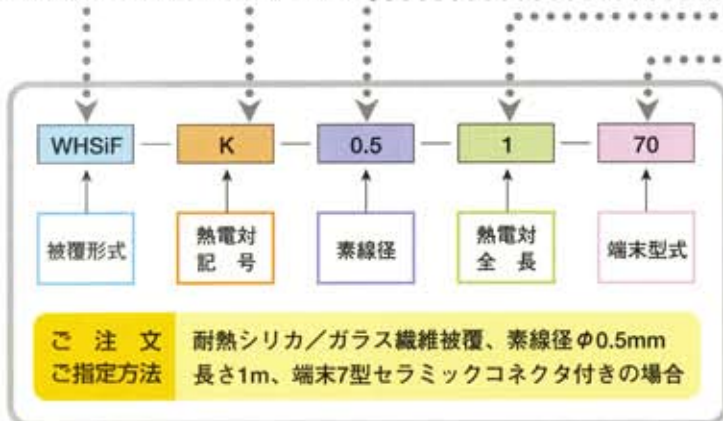 WHSiF — K — 0.5 — 1 — 70
被覆形式 熱電対記号 素線径 熱電対全長 端末型式
ご注文 耐熱シリカ/ガラス繊維被覆、素線径φ0.5mm
ご指定方法 長さ1m、端末7型セラミックコネクタ付きの場合